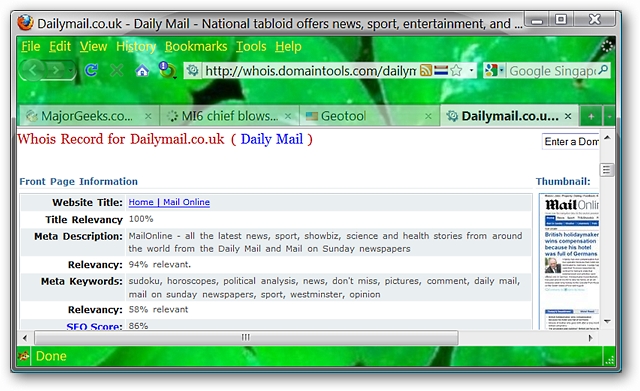 Dailymail.co.uk - Daily Mail - National tabloid offers news, sport, entertainment, and ...
File Edit View History Bookmarks Tools Help
http://whois.domaintools.com/dailym
Google Singap
MajorGeeks.co...
MI6 chief blows...
Geotool
Dailymail.co.u...
Whois Record for Dailymail.co.uk ( Daily Mail )
Enter a Dom
Front Page Information
Thumbnail:
Website Title: Home | Mail Online
Title Relevancy 100%
Meta Description: MailOnline - all the latest news, sport, showbiz, science and health stories from around
the world from the Daily Mail and Mail on Sunday newspapers
Relevancy: 94% relevant.
Meta Keywords: sudoku, horoscopes, political analysis, news, don't miss, pictures, comment, daily mail,
mail on sunday newspapers, sport, westminster, opinion
Relevancy: 58% relevant
SEO Score: 86%
Mail Onlin
British holidaymaker
wins compensation
because his hotel
was full of Germans
Done